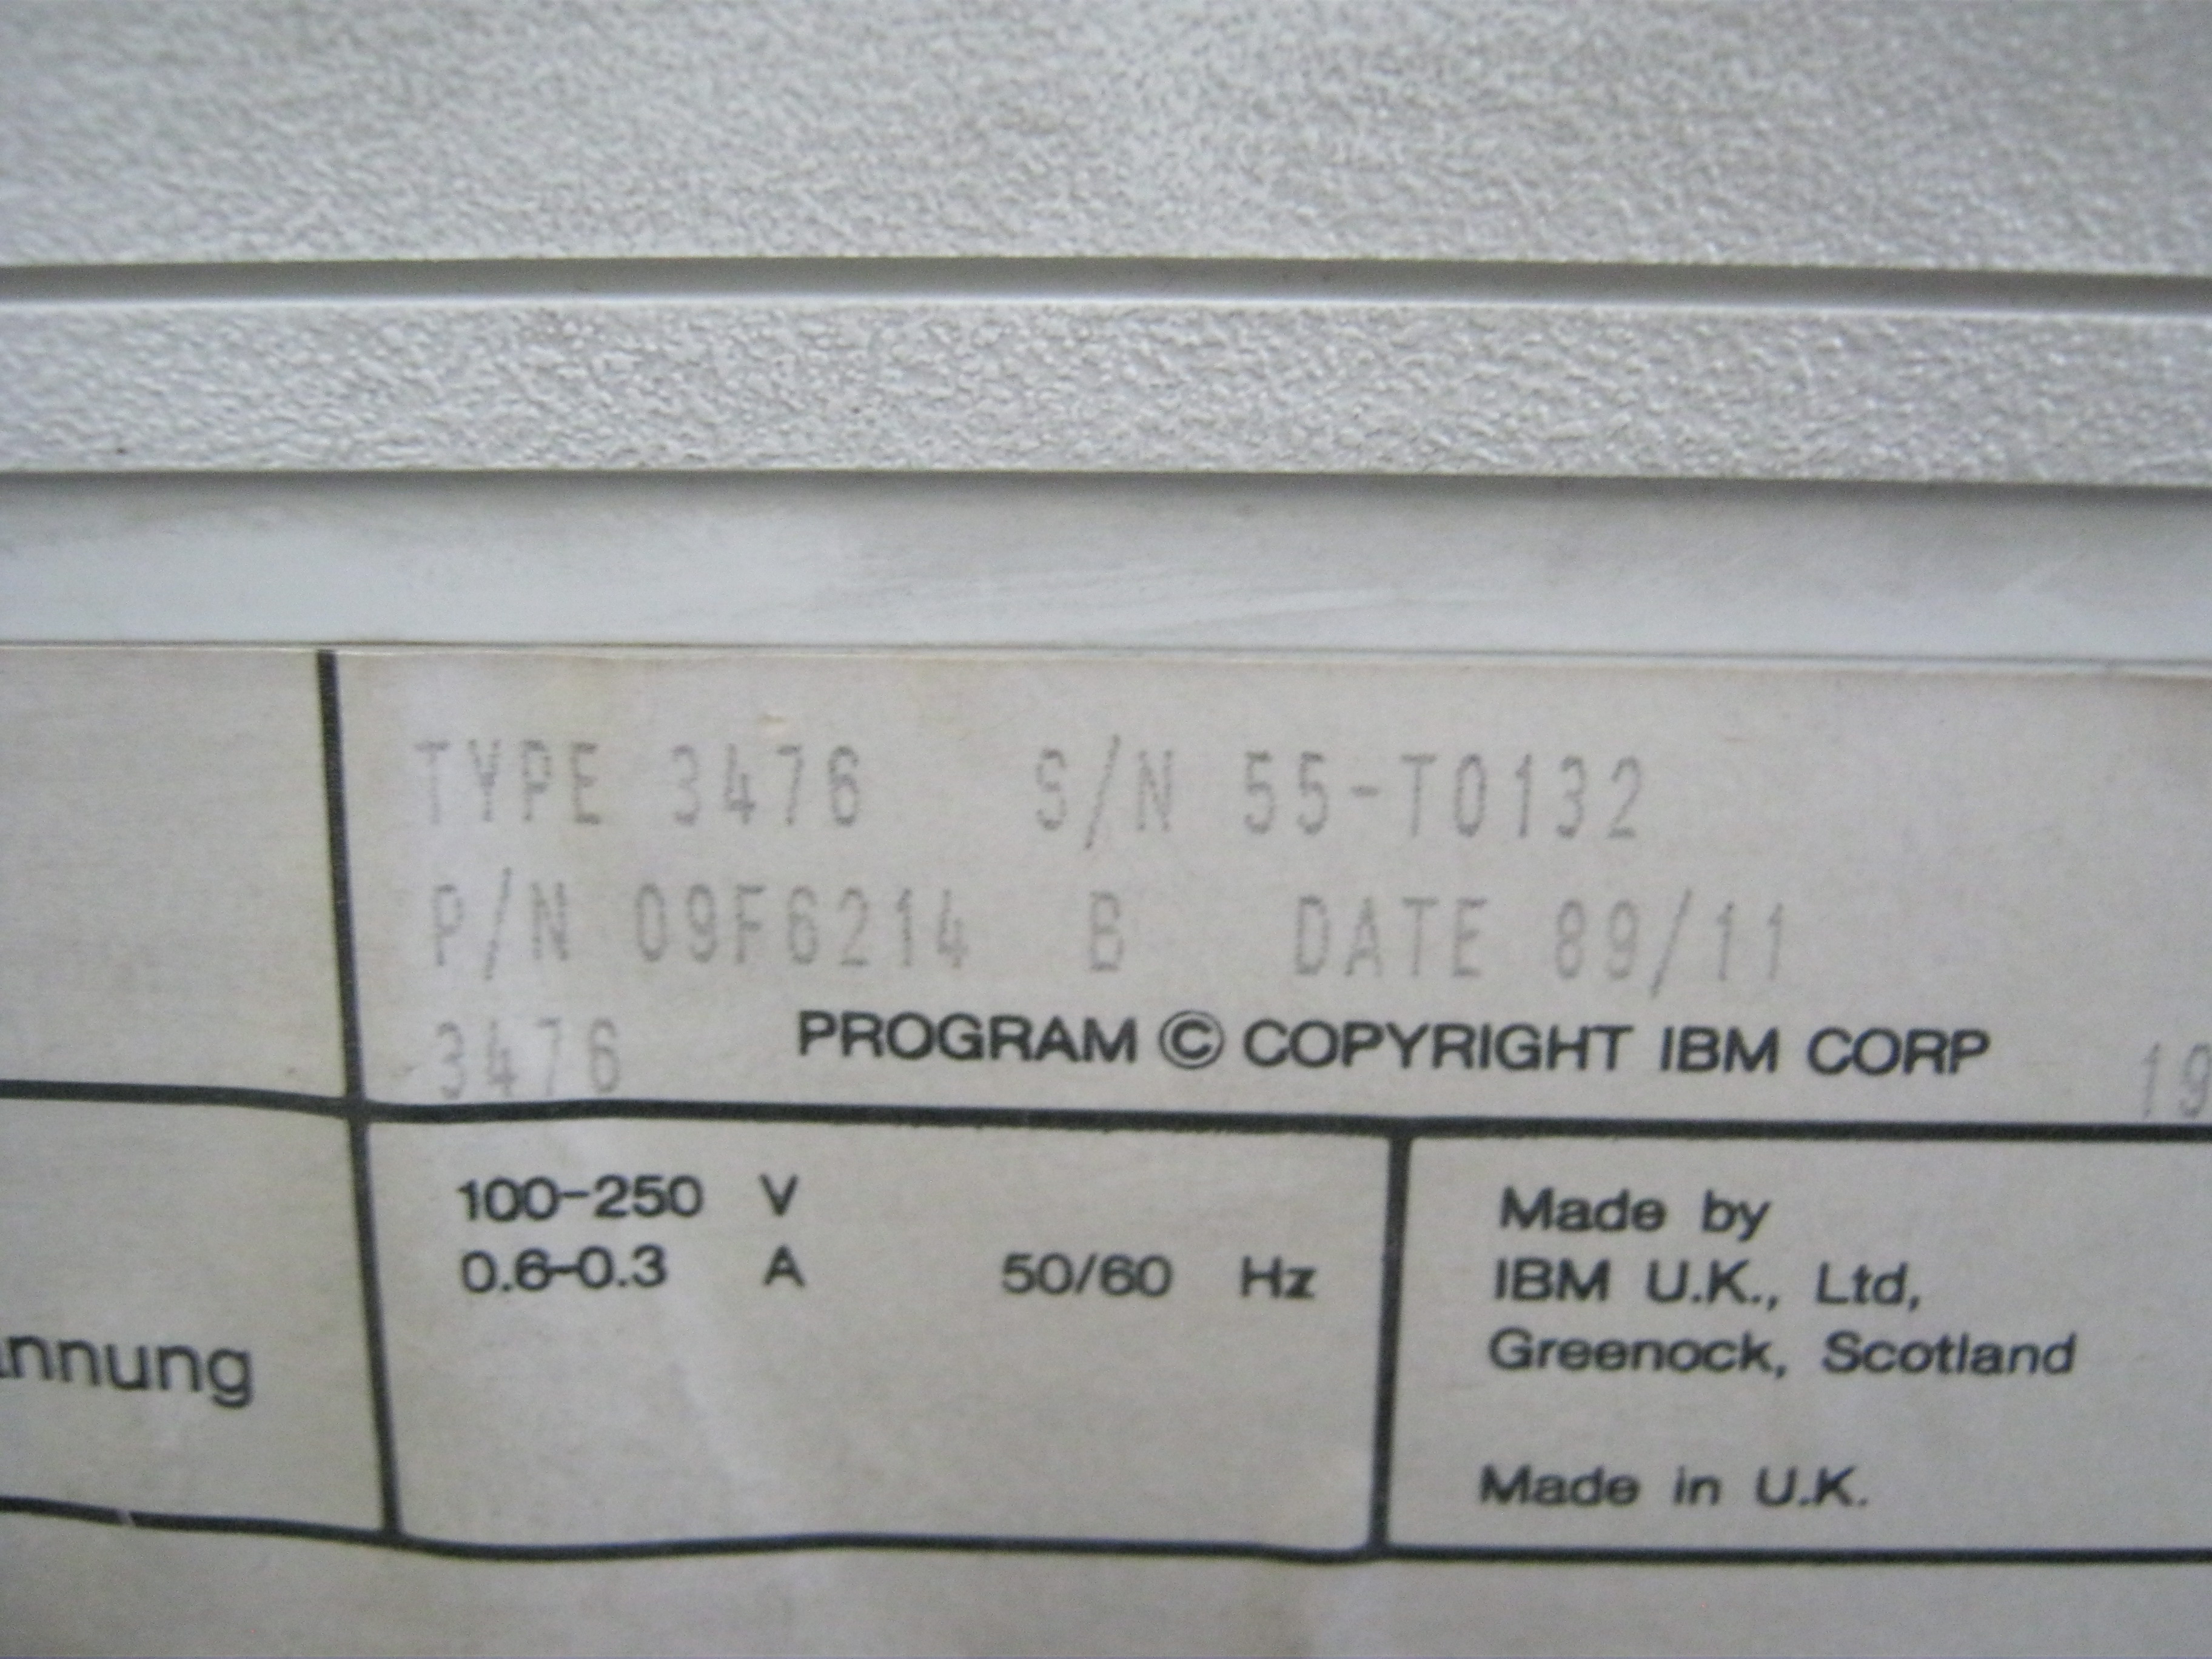 TYPE 3476 S/N 55-T0132
P/N 09F6214 B DATE 89/11
3476 PROGRAM © COPYRIGHT IBM CORP 19
100-250 V
0.6-0.3 A 50/60 Hz
annung
Made by
IBM U.K., Ltd,
Greenock, Scotland
Made in U.K.